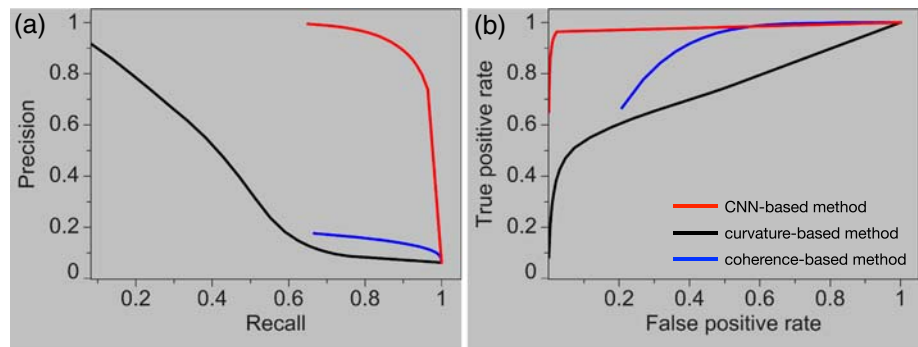 (a)
1
0.8
0.6
0.4
0.2
0
Precision
0.2 0.4 0.6 0.8 1
Recall
(b)
1
0.8
0.6
0.4
0.2
0
True positive rate
CNN-based method
curvature-based method
coherence-based method
0.2 0.4 0.6 0.8 1
False positive rate